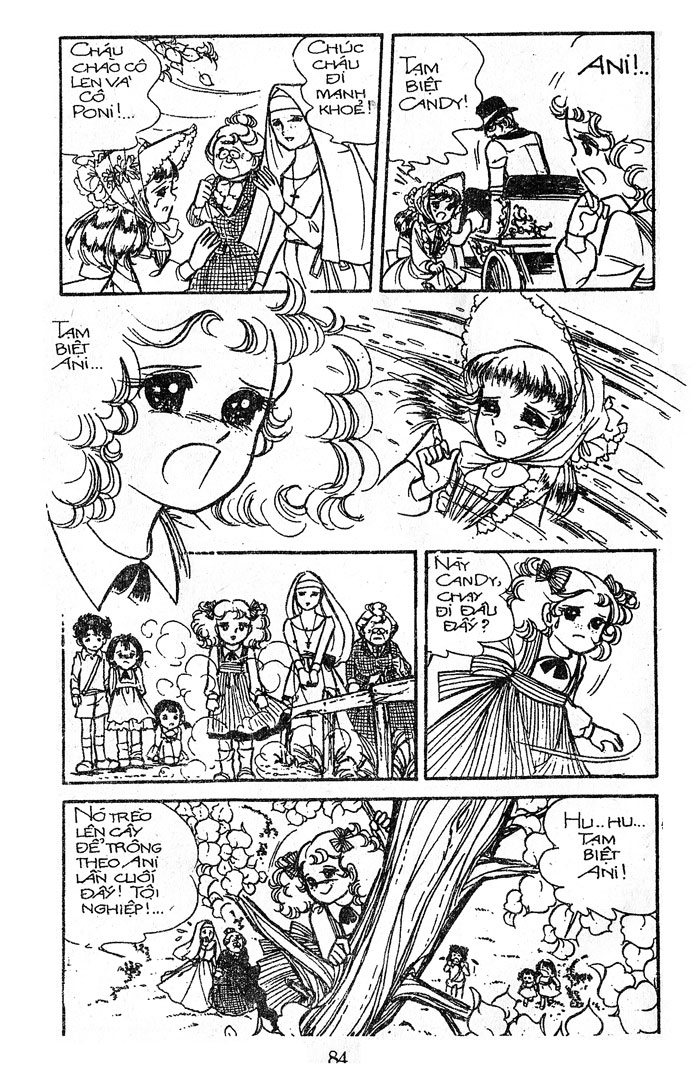 CHÁU
CHÀO CÔ
LEN VÀ
CÔ
PONI!...
CHÚC
CHÁU
ĐI
MẠNH
KHOẺ!
TẠM
BIỆT
CANDY!
ANI!..
TẠM
BIỆT
ANI...
NÀY
CANDY,
CHẠY
ĐI ĐÂU
ĐẤY?
NÓ TRÈO
LÊN CÂY
ĐỂ TRÔNG
THEO ANI
LẦN CUỐI
ĐẤY! TỘI
NGHIỆP!...
HU..HU...
TẠM
BIỆT
ANI!
84